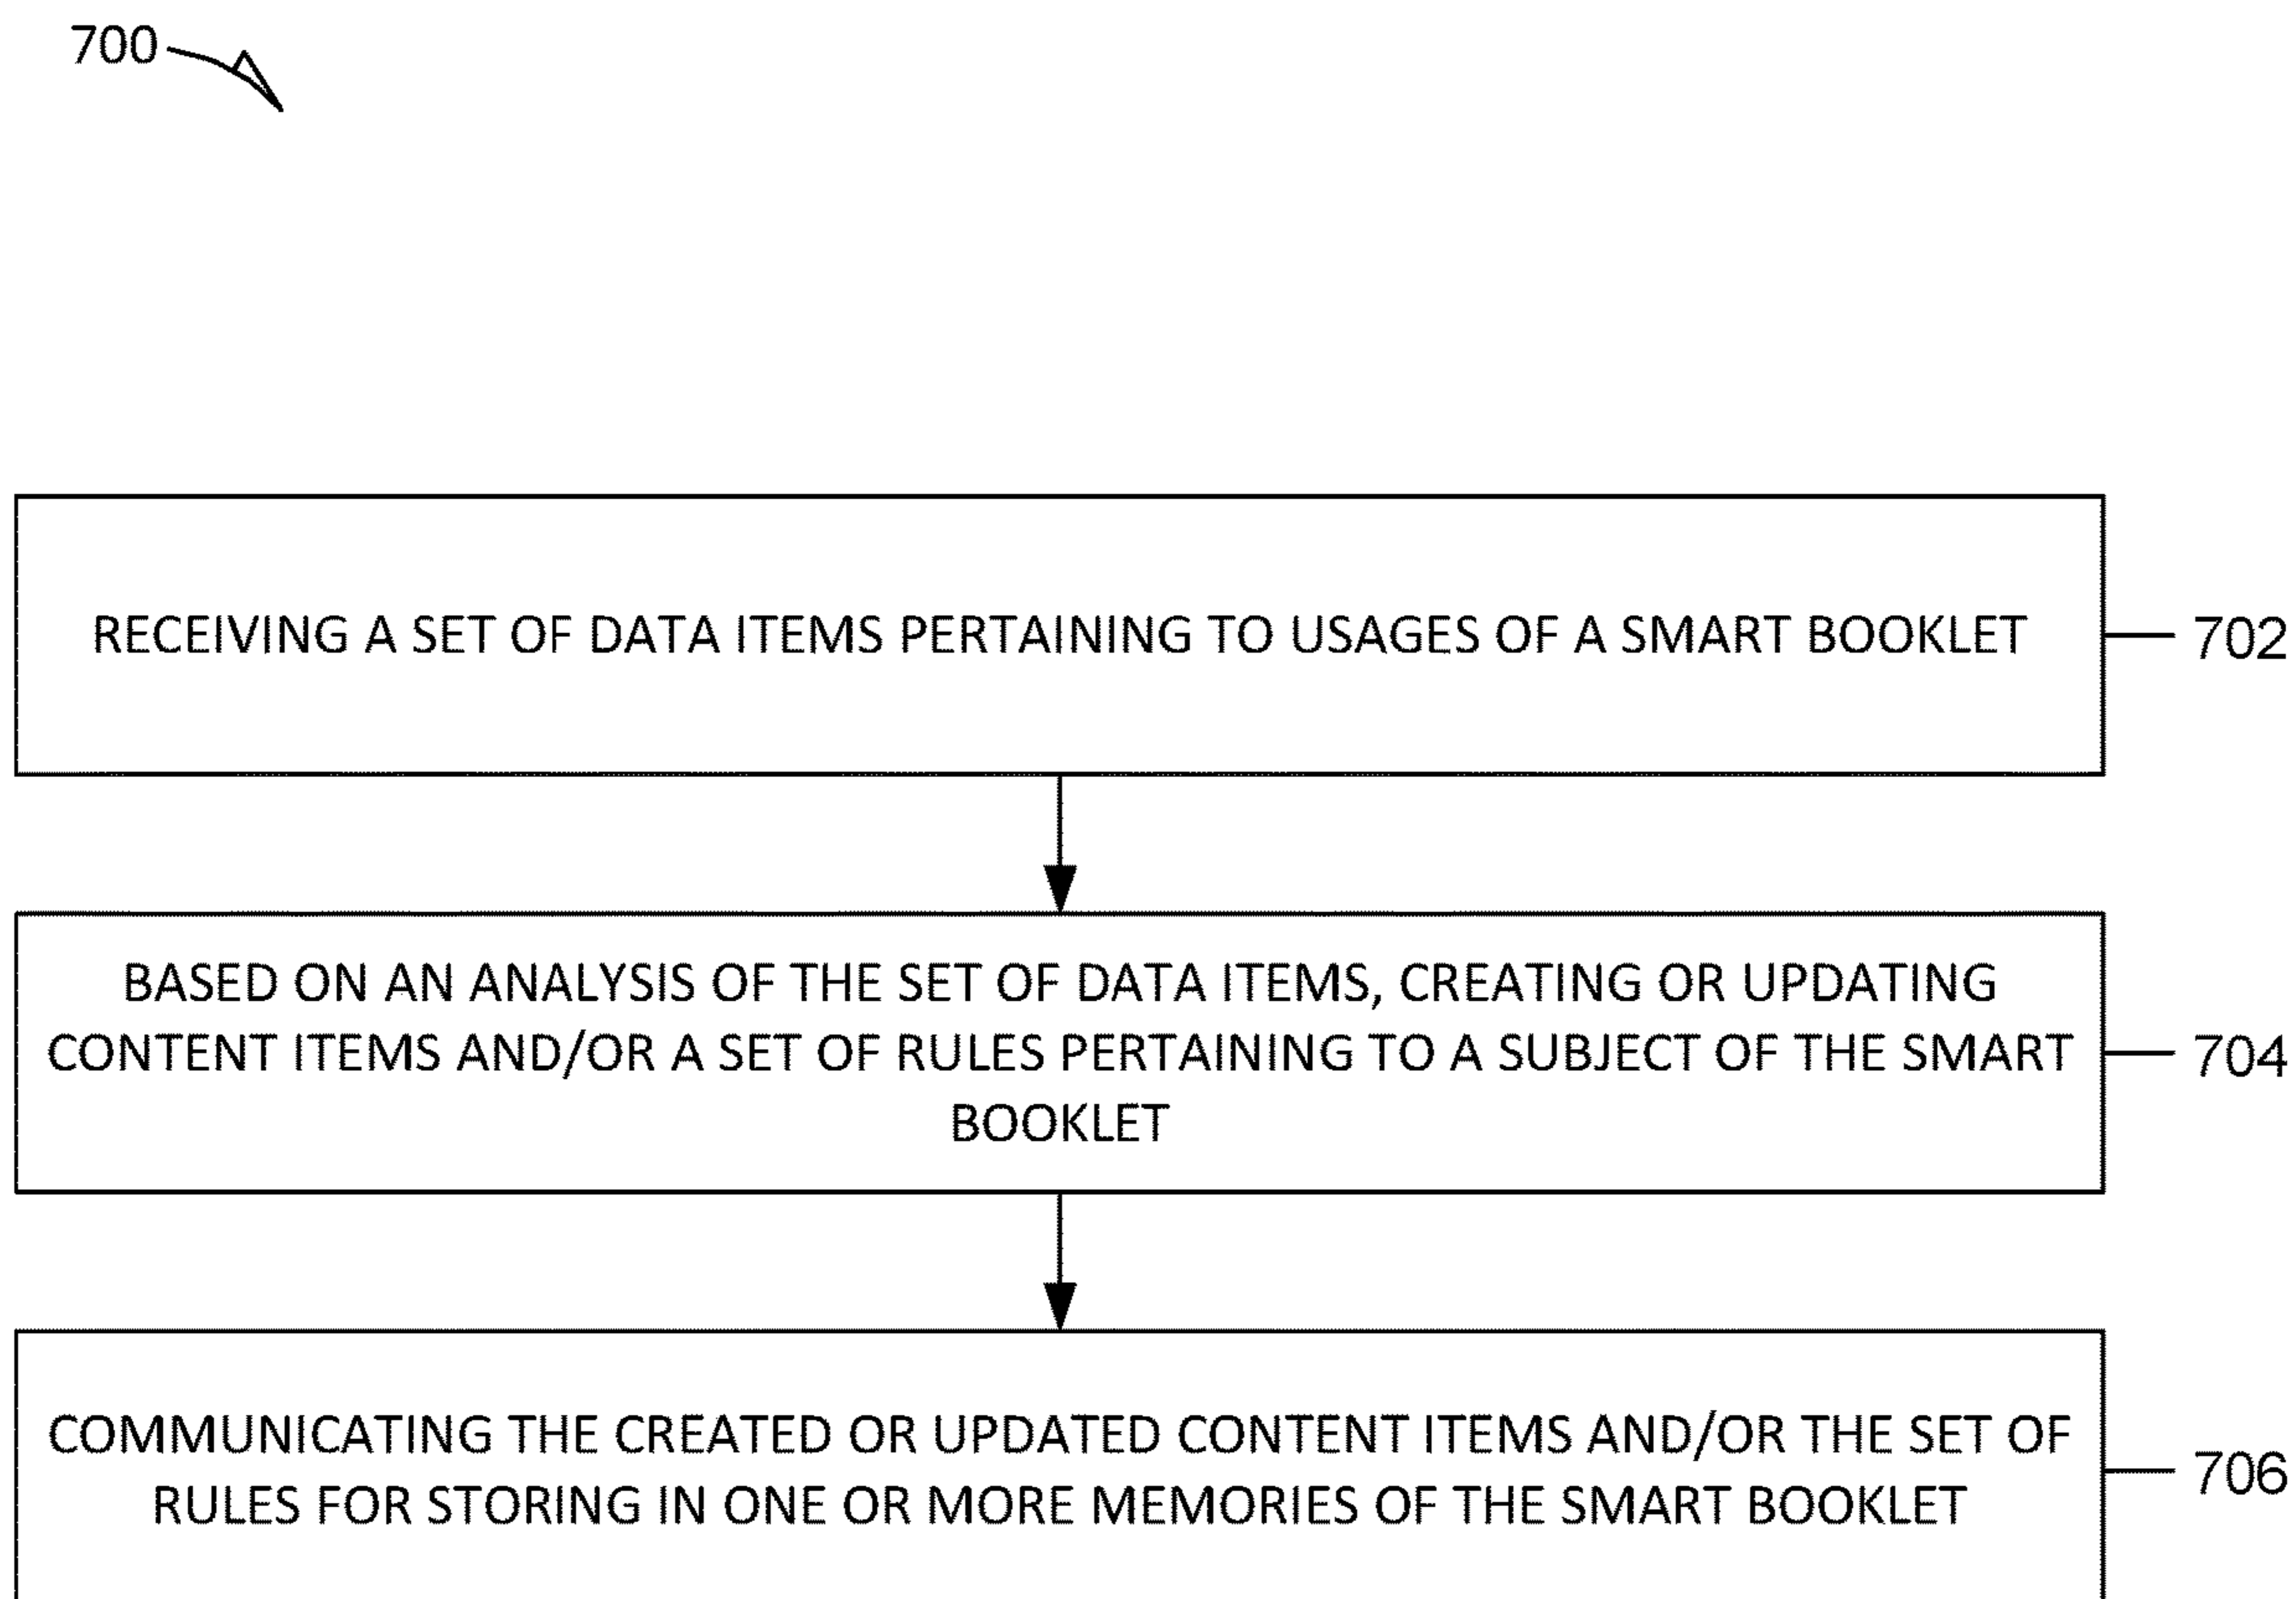 700
RECEIVING A SET OF DATA ITEMS PERTAINING TO USAGES OF A SMART BOOKLET
702
BASED ON AN ANALYSIS OF THE SET OF DATA ITEMS, CREATING OR UPDATING
CONTENT ITEMS AND/OR A SET OF RULES PERTAINING TO A SUBJECT OF THE SMART
BOOKLET
704
COMMUNICATING THE CREATED OR UPDATED CONTENT ITEMS AND/OR THE SET OF
RULES FOR STORING IN ONE OR MORE MEMORIES OF THE SMART BOOKLET
706